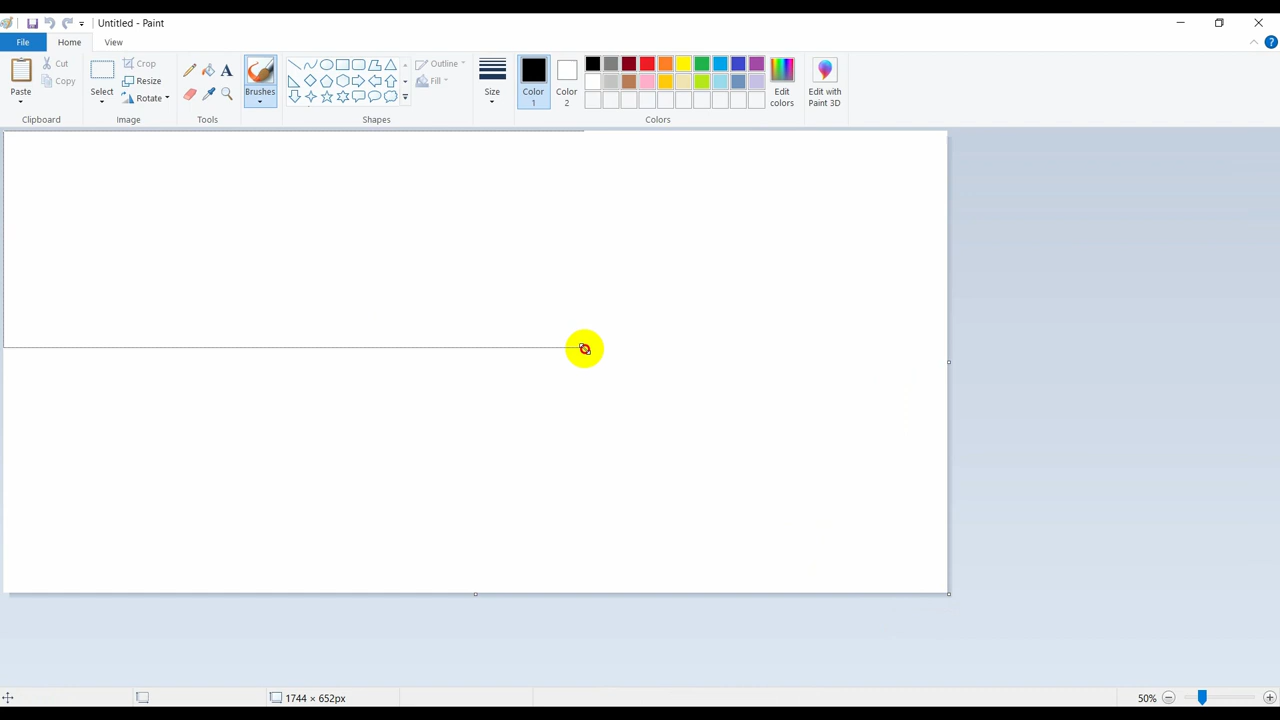 Untitled - Paint
File Home View
Paste
Cut
Copy
Clipboard
Select
Crop
Resize
Rotate
Image
Tools
Brushes
Shapes
Outline
Fill
Size
Color
1
Color
2
Colors
Edit
colors
Edit with
Paint 3D
1744 × 652px
50%